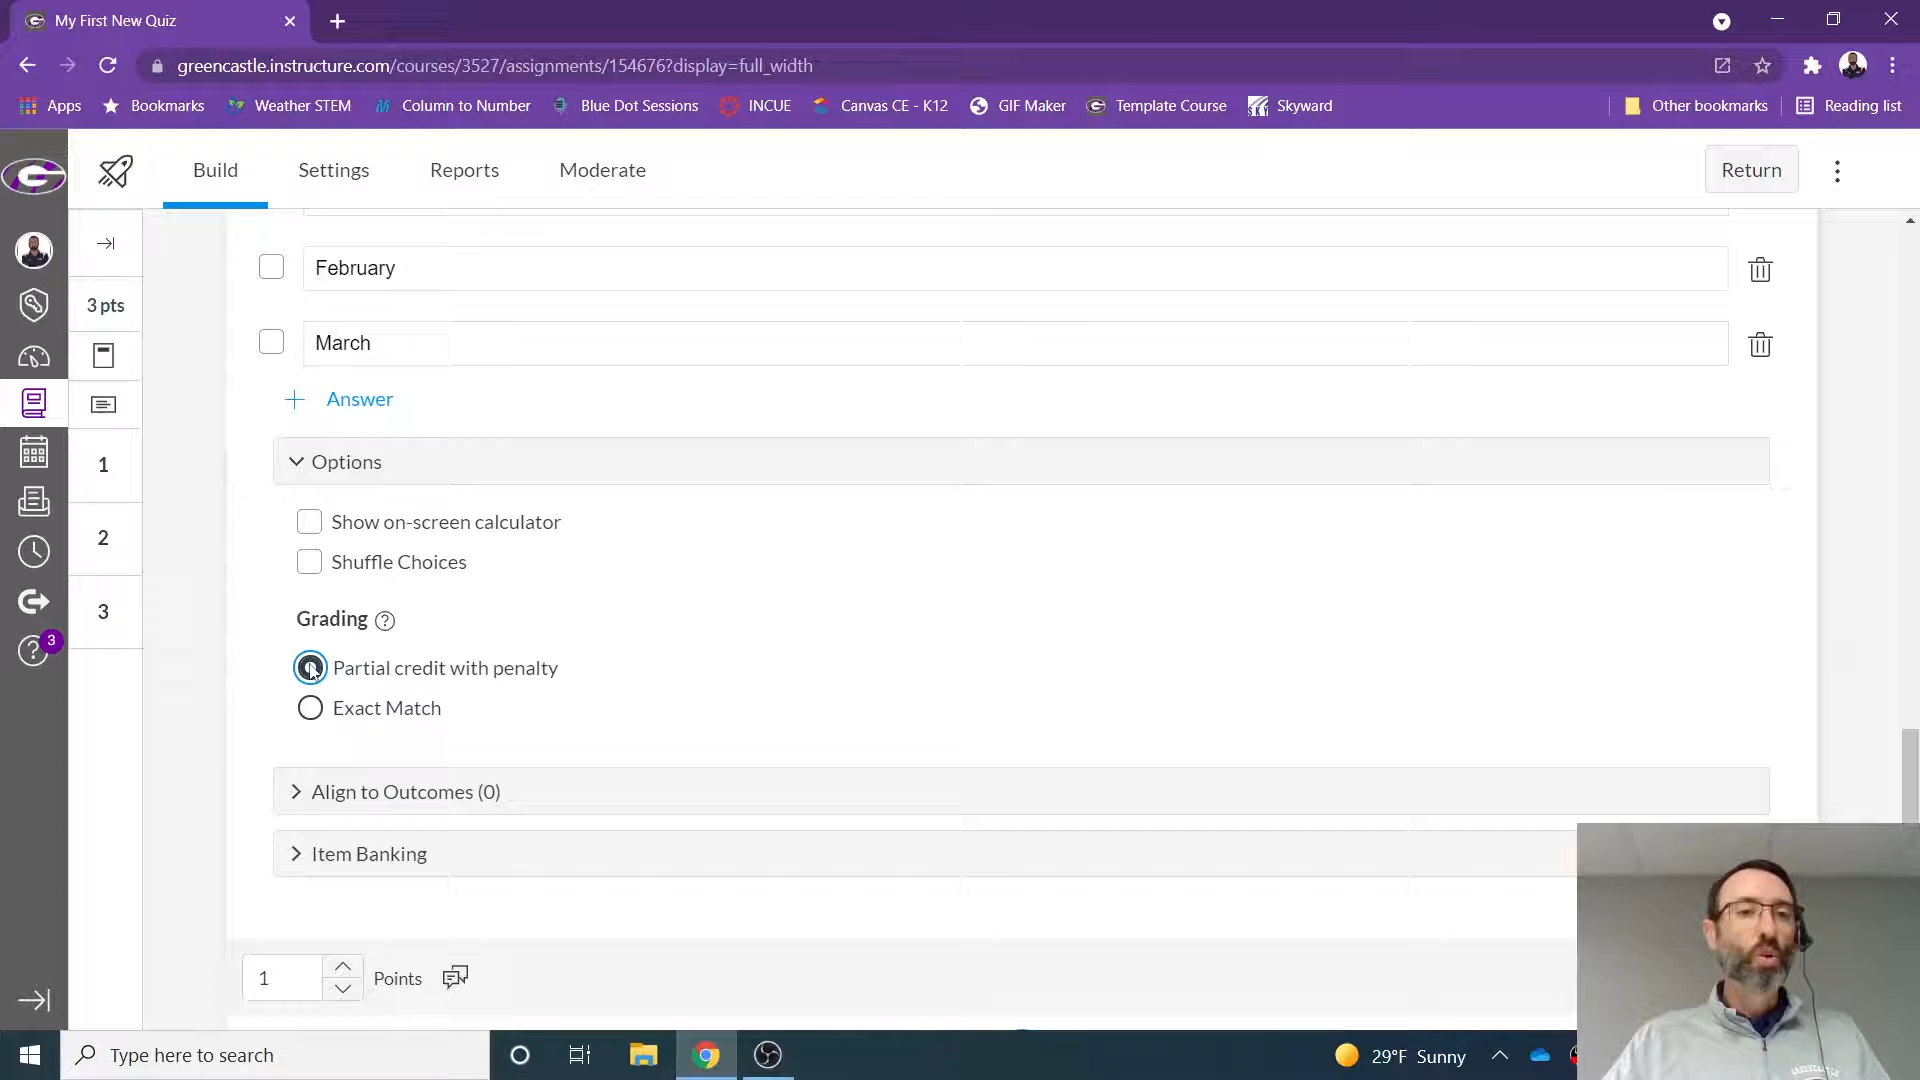 My First New Quiz
greencastle.instructure.com/courses/3527/assignments/154676?display=full_width
Apps Bookmarks Weather STEM Column to Number Blue Dot Sessions INCUE Canvas CE - K12 GIF Maker Template Course Skyward Other bookmarks Reading list
Build Settings Reports Moderate Return
3 pts
February
March
Answer
1
Options
2
Show on-screen calculator
Shuffle Choices
3
Grading ?
3
Partial credit with penalty
Exact Match
Align to Outcomes (0)
Item Banking
1 Points
Type here to search
29°F Sunny